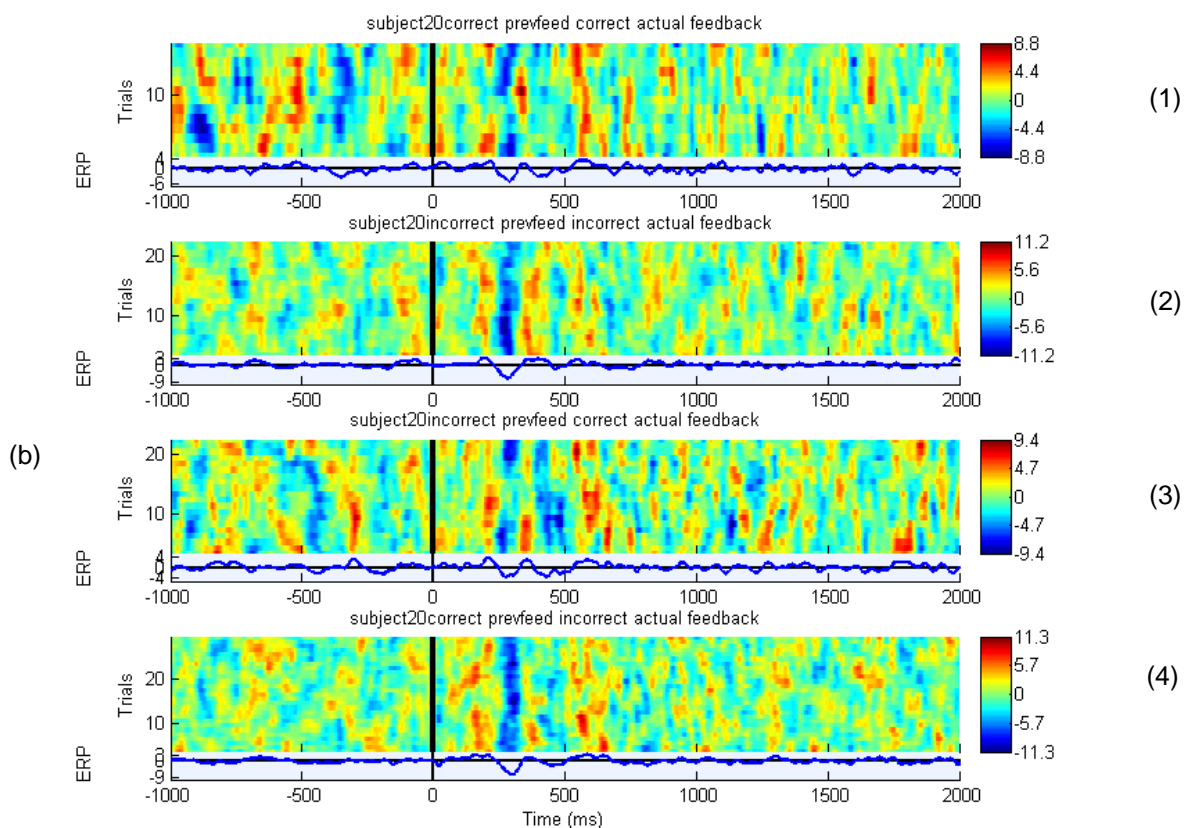 subject20correct prevfeed correct actual feedback
Trials
10
ERP
4
0
-6
-1000 -500 0 500 1000 1500 2000
8.8
4.4
0
-4.4
-8.8
(1)
subject20incorrect prevfeed incorrect actual feedback
Trials
20
10
ERP
-9
-1000 -500 0 500 1000 1500 2000
11.2
5.6
0
-5.6
-11.2
(2)
(b)
subject20incorrect prevfeed correct actual feedback
Trials
20
10
ERP
4
0
-4
-1000 -500 0 500 1000 1500 2000
9.4
4.7
0
-4.7
-9.4
(3)
subject20correct prevfeed incorrect actual feedback
Trials
20
10
ERP
-9
-1000 -500 0 500 1000 1500 2000
Time (ms)
11.3
5.7
0
-5.7
-11.3
(4)